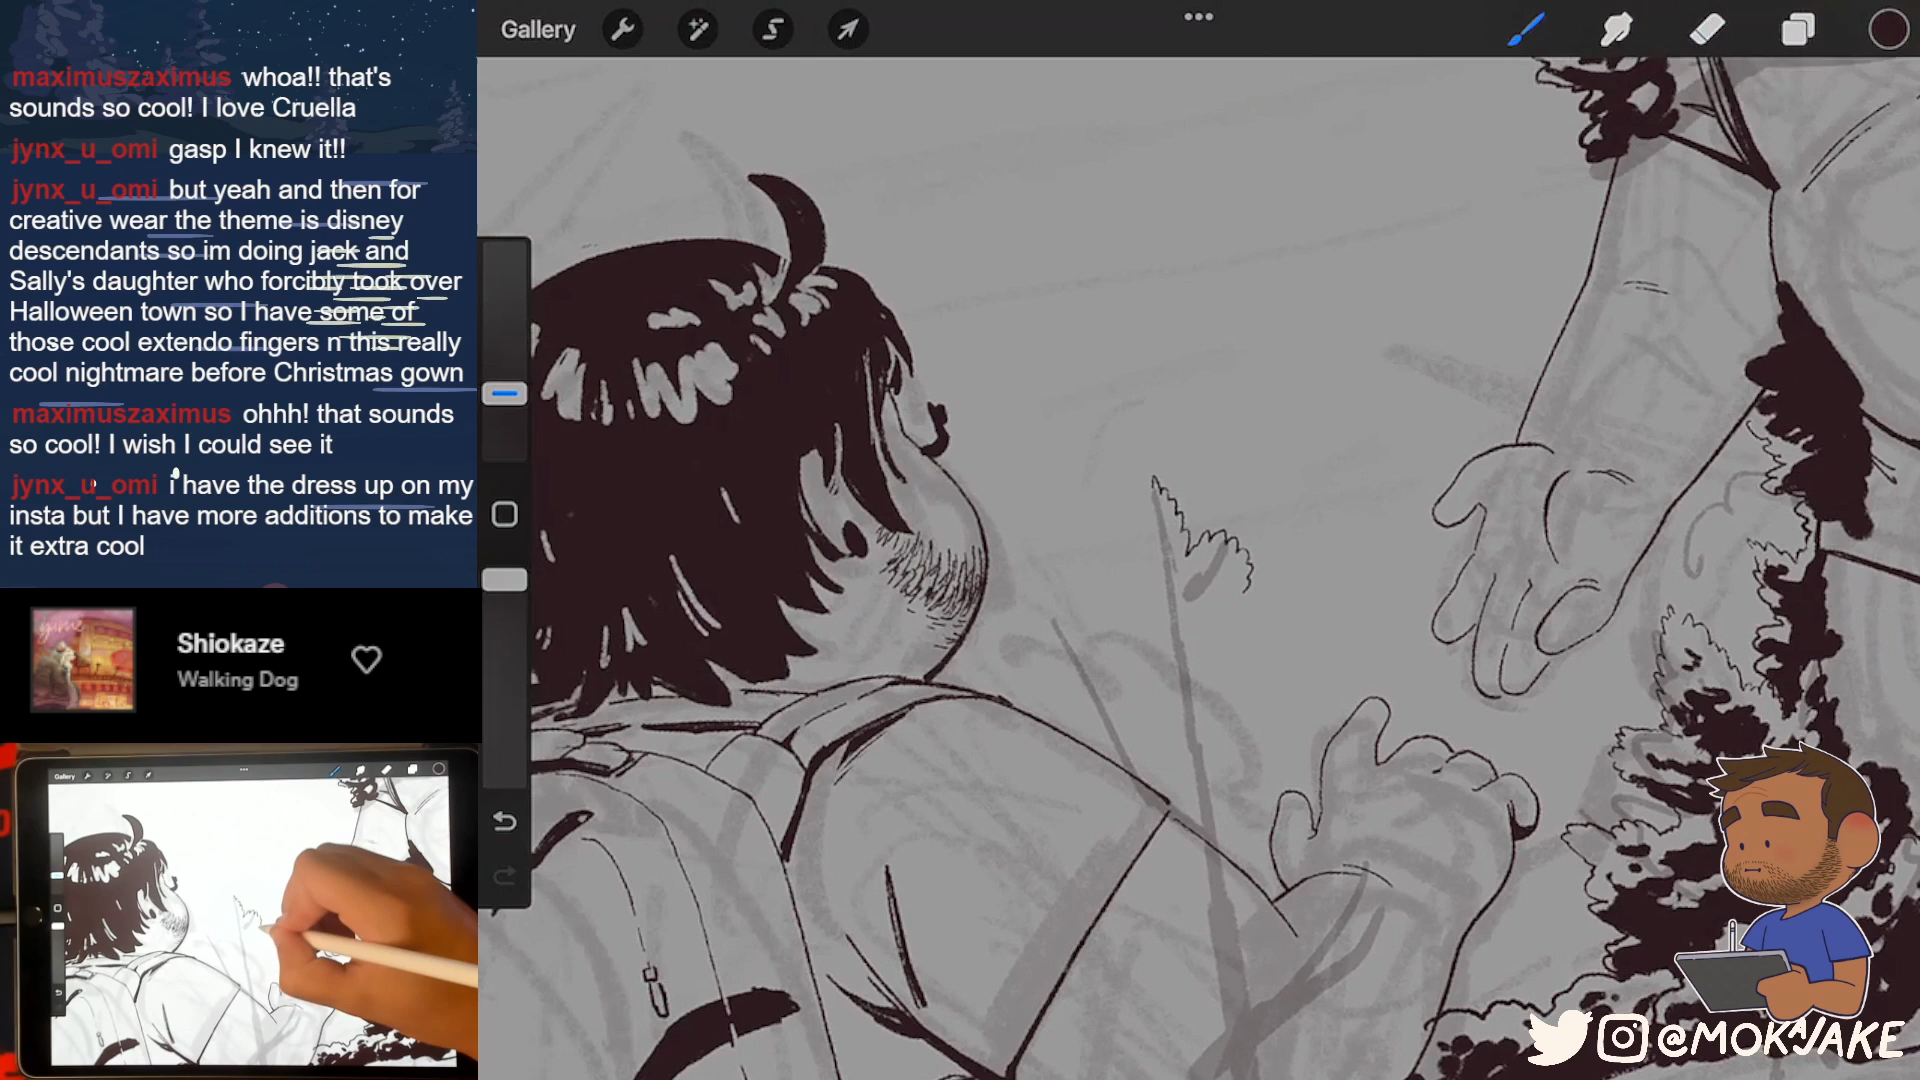 maximuszaximus whoa!! that's
sounds so cool! I love Cruella
jynx_u_omi gasp I knew it!!
jynx_u_omi but yeah and then for
creative wear the theme is disney
descendants so im doing jack and
Sally's daughter who forcibly took over
Halloween town so I have some of
those cool extendo fingers n this really
cool nightmare before Christmas gown
maximuszaximus ohhh! that sounds
so cool! I wish I could see it
jynx_u_omi i have the dress up on my
insta but I have more additions to make
it extra cool
Gallery
Shiokaze
Walking Dog
Gallery
@MOKAJAKE